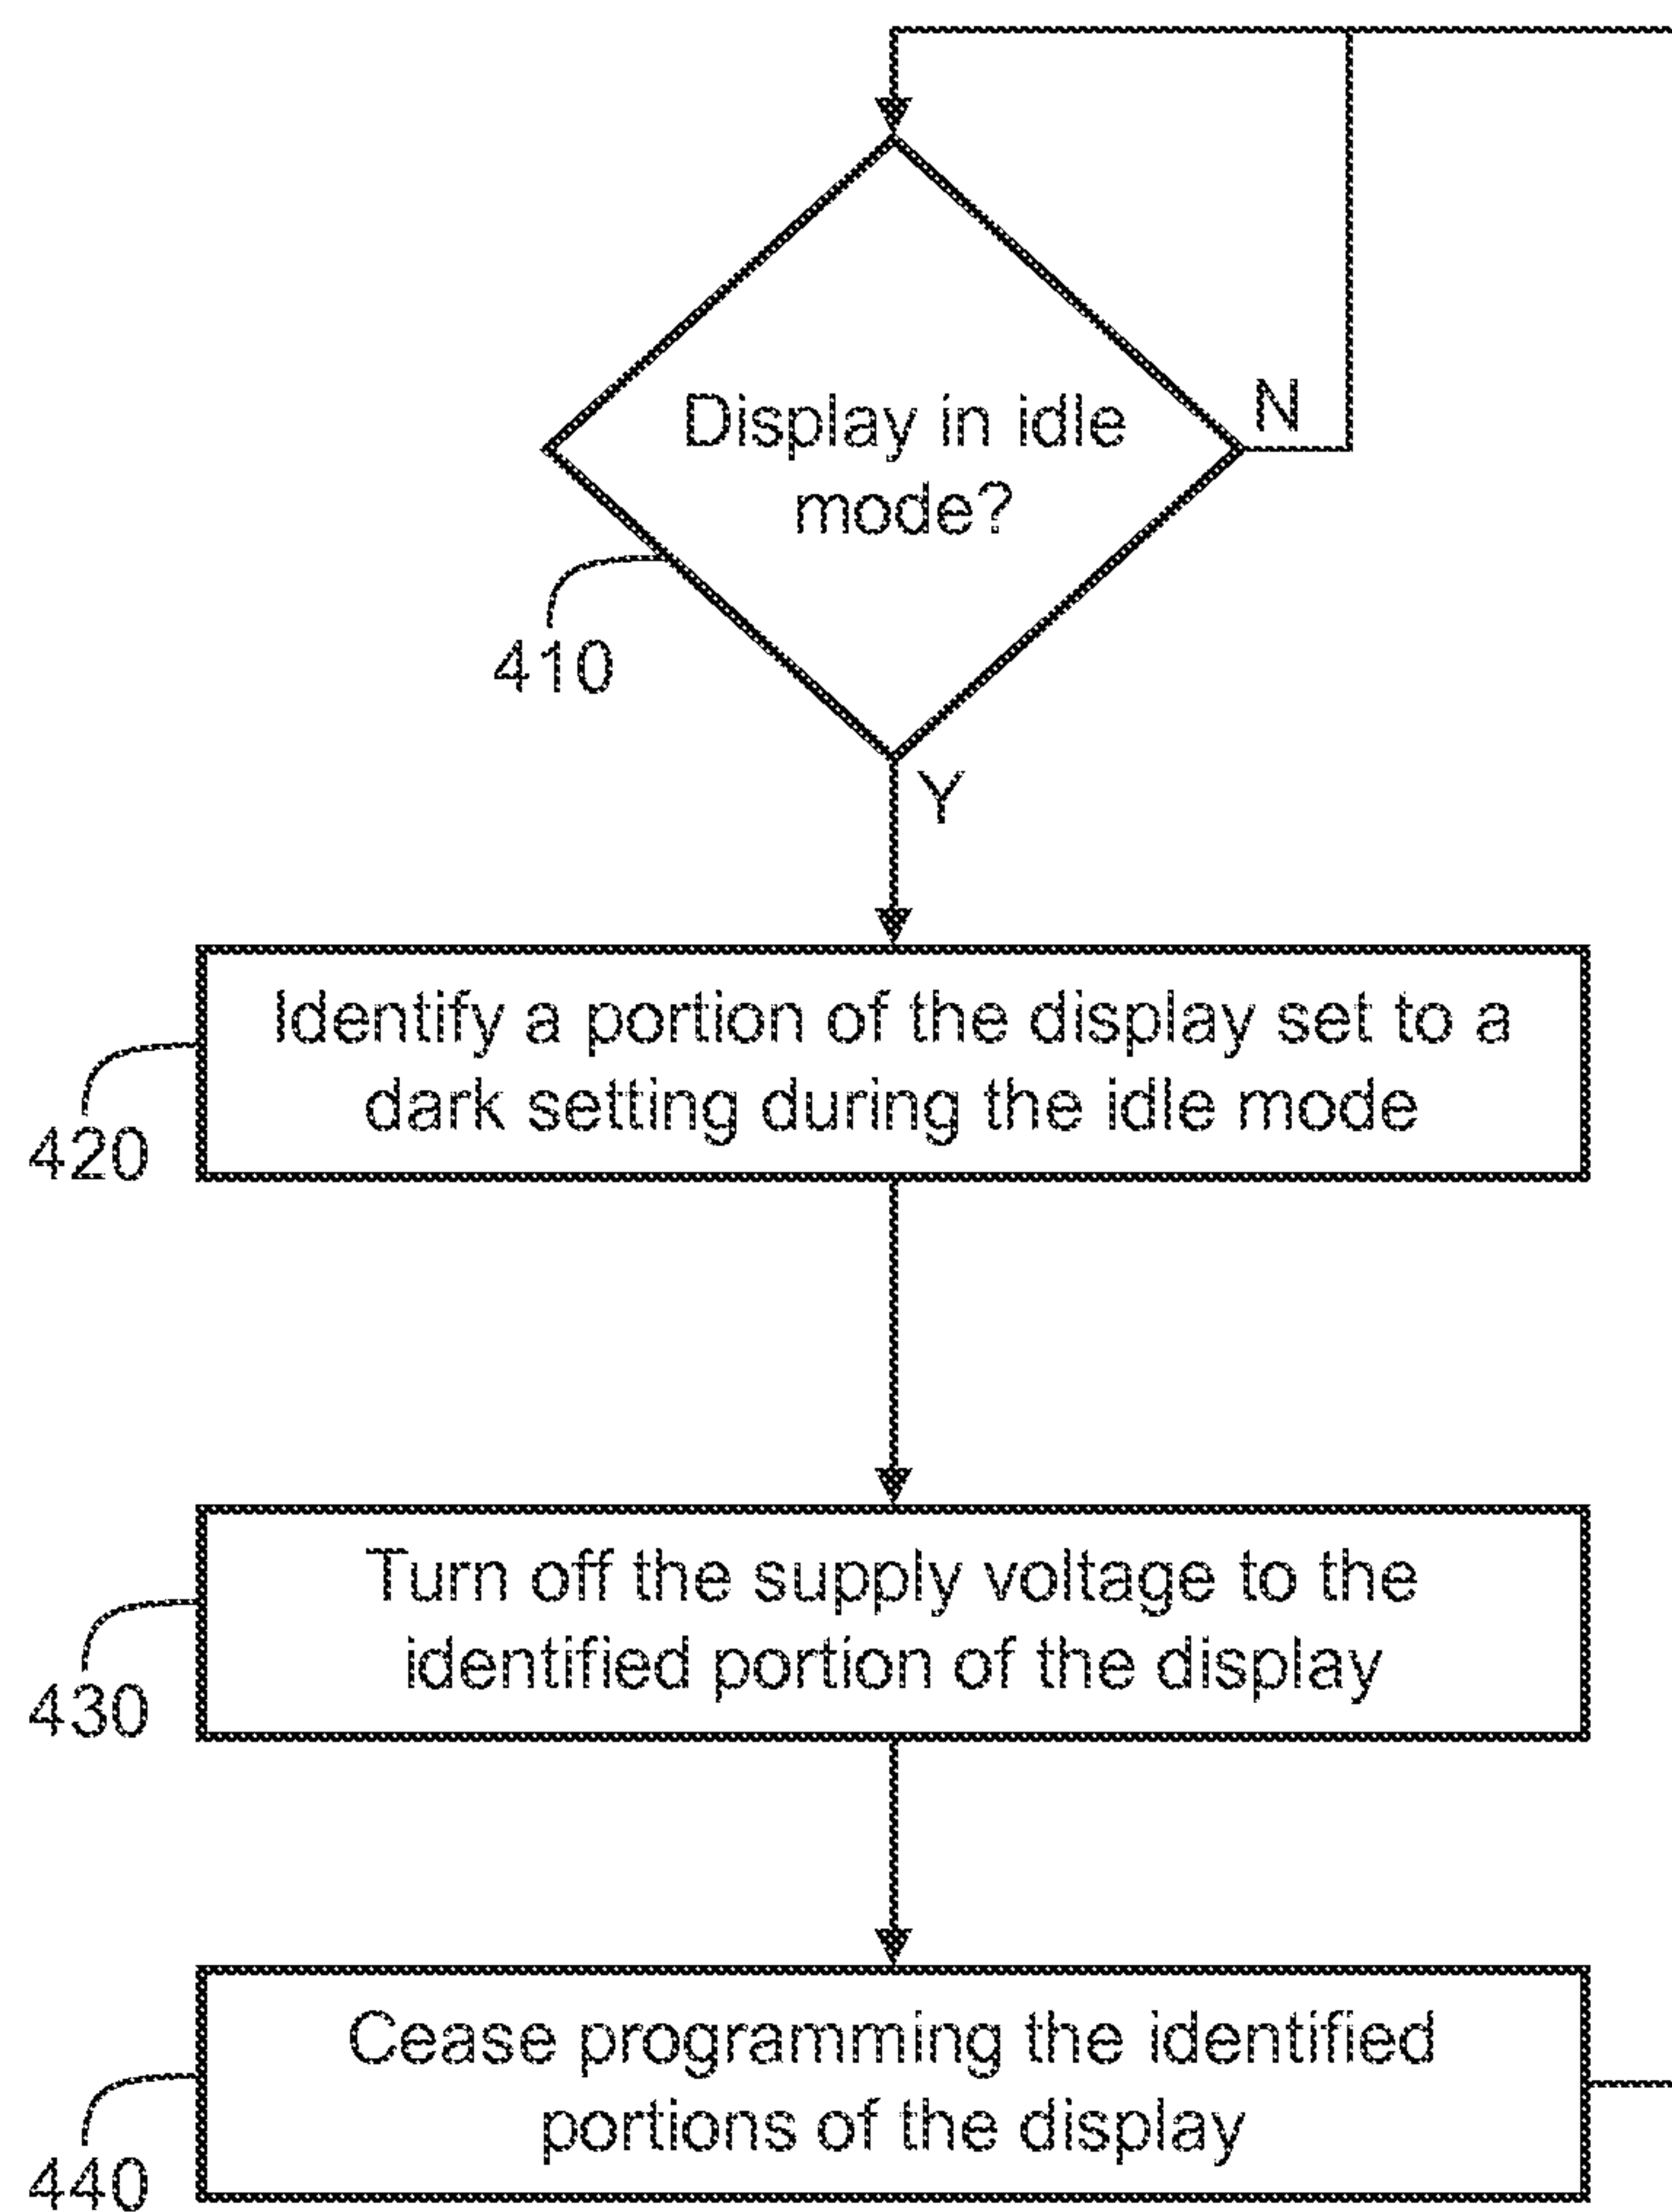 Display in idle
mode?
N
410
Y
Identify a portion of the display set to a
dark setting during the idle mode
420
Turn off the supply voltage to the
identified portion of the display
430
Cease programming the identified
portions of the display
440